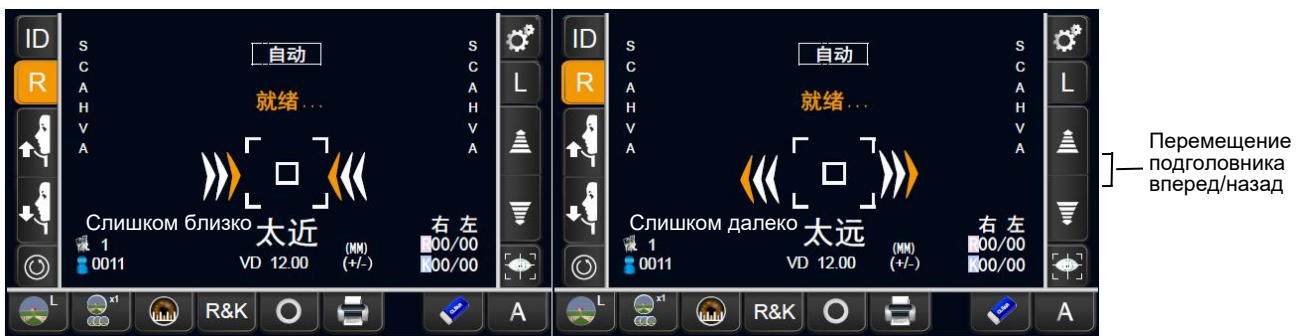 ID
R
S
C
A
H
V
A
自动
就绪...
S
C
A
H
V
A
L
Слишком близко
太近
1
0011
VD 12.00
(MM)
(+/-)
右 左
R00/00
K00/00
L
x1
R&K
A
ID
R
S
C
A
H
V
A
自动
就绪...
S
C
A
H
V
A
L
Слишком далеко
太远
1
0011
VD 12.00
(MM)
(+/-)
右 左
R00/00
K00/00
L
x1
R&K
A
Перемещение
подголовника
вперед/назад